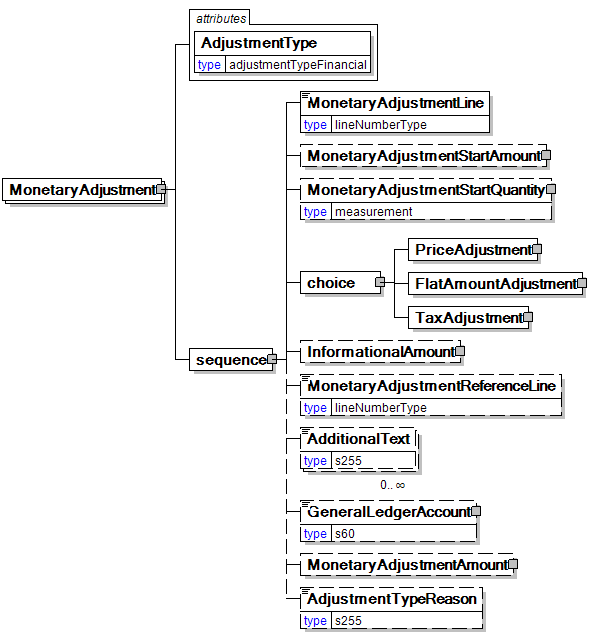 attributes
AdjustmentType
type adjustmentTypeFinancial
MonetaryAdjustmentLine
type lineNumberType
MonetaryAdjustmentStartAmount
MonetaryAdjustment
MonetaryAdjustmentStartQuantity
type measurement
PriceAdjustment
choice
FlatAmountAdjustment
TaxAdjustment
sequence
InformationalAmount
MonetaryAdjustmentReferenceLine
type lineNumberType
AdditionalText
type s255
0..∞
GeneralLedgerAccount
type s60
MonetaryAdjustmentAmount
AdjustmentTypeReason
type s255